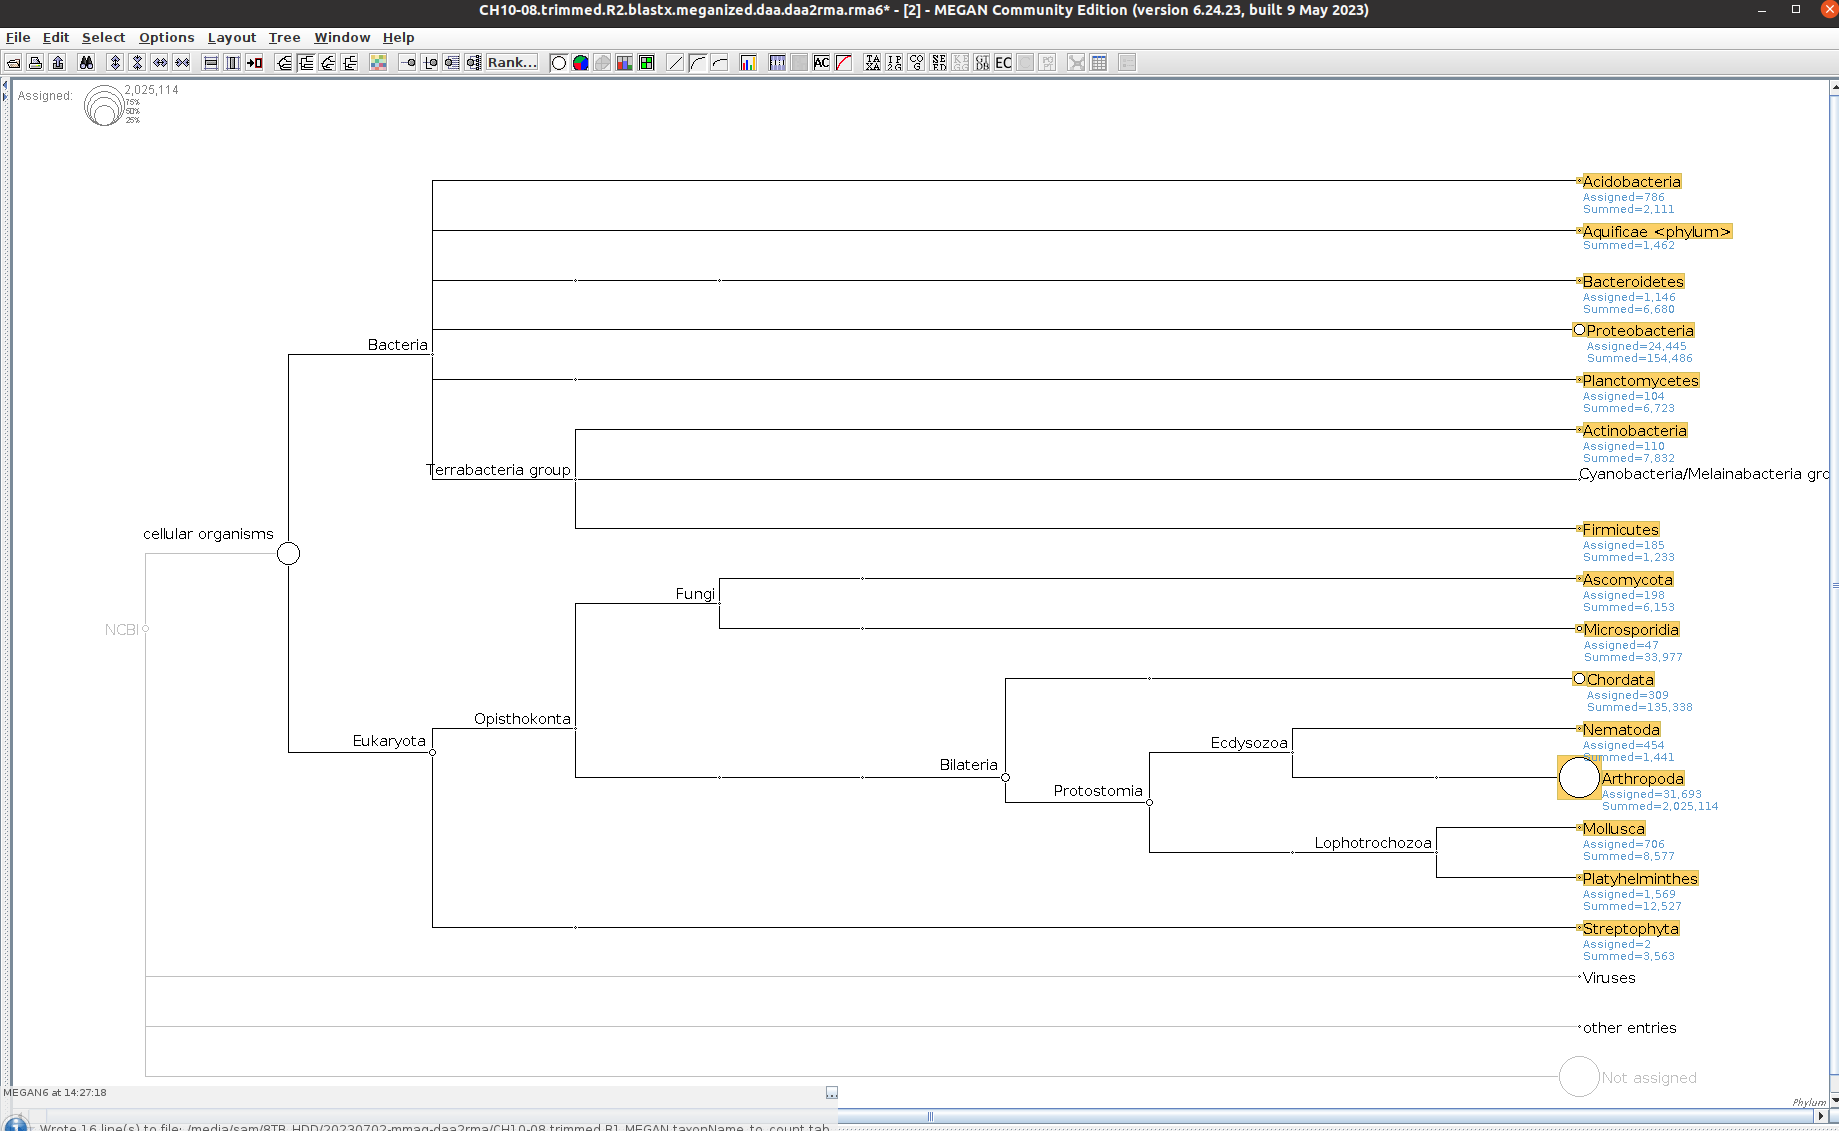 CH10-08.trimmed.R2.blastx.meganized.daa.daa2rma.rma6* - [2] - MEGAN Community Edition (version 6.24.23, built 9 May 2023)
File Edit Select Options Layout Tree Window Help
Rank...
AC
EC
Assigned:
2,025,114
75%
50%
25%
Acidobacteria
Assigned=786
Summed=2,111
Aquificae <phylum>
Summed=1,462
Bacteroidetes
Assigned=1,146
Summed=6,680
Proteobacteria
Assigned=24,445
Summed=154,486
Bacteria
Planctomycetes
Assigned=104
Summed=6,723
Actinobacteria
Assigned=110
Summed=7,832
Terrabacteria group
Cyanobacteria/Melainabacteria gro
cellular organisms
Firmicutes
Assigned=185
Summed=1,233
Ascomycota
Assigned=198
Summed=6,153
Fungi
NCBI
Microsporidia
Assigned=47
Summed=33,977
Chordata
Assigned=309
Summed=135,338
Opisthokonta
Eukaryota
Nematoda
Assigned=454
Summed=1,441
Ecdysozoa
Bilateria
Arthropoda
Assigned=31,693
Summed=2,025,114
Protostomia
Mollusca
Assigned=706
Summed=8,577
Lophotrochozoa
Platyhelminthes
Assigned=1,569
Summed=12,527
Streptophyta
Assigned=2
Summed=3,563
Viruses
other entries
Not assigned
MEGAN6 at 14:27:18
Phylum
Wrote 16 line(s) to file: /media/sam/8TB_HDD/20230702-mmag-daa2rma/CH10-08.trimmed.R1.MEGAN.taxonName_to_count.tab